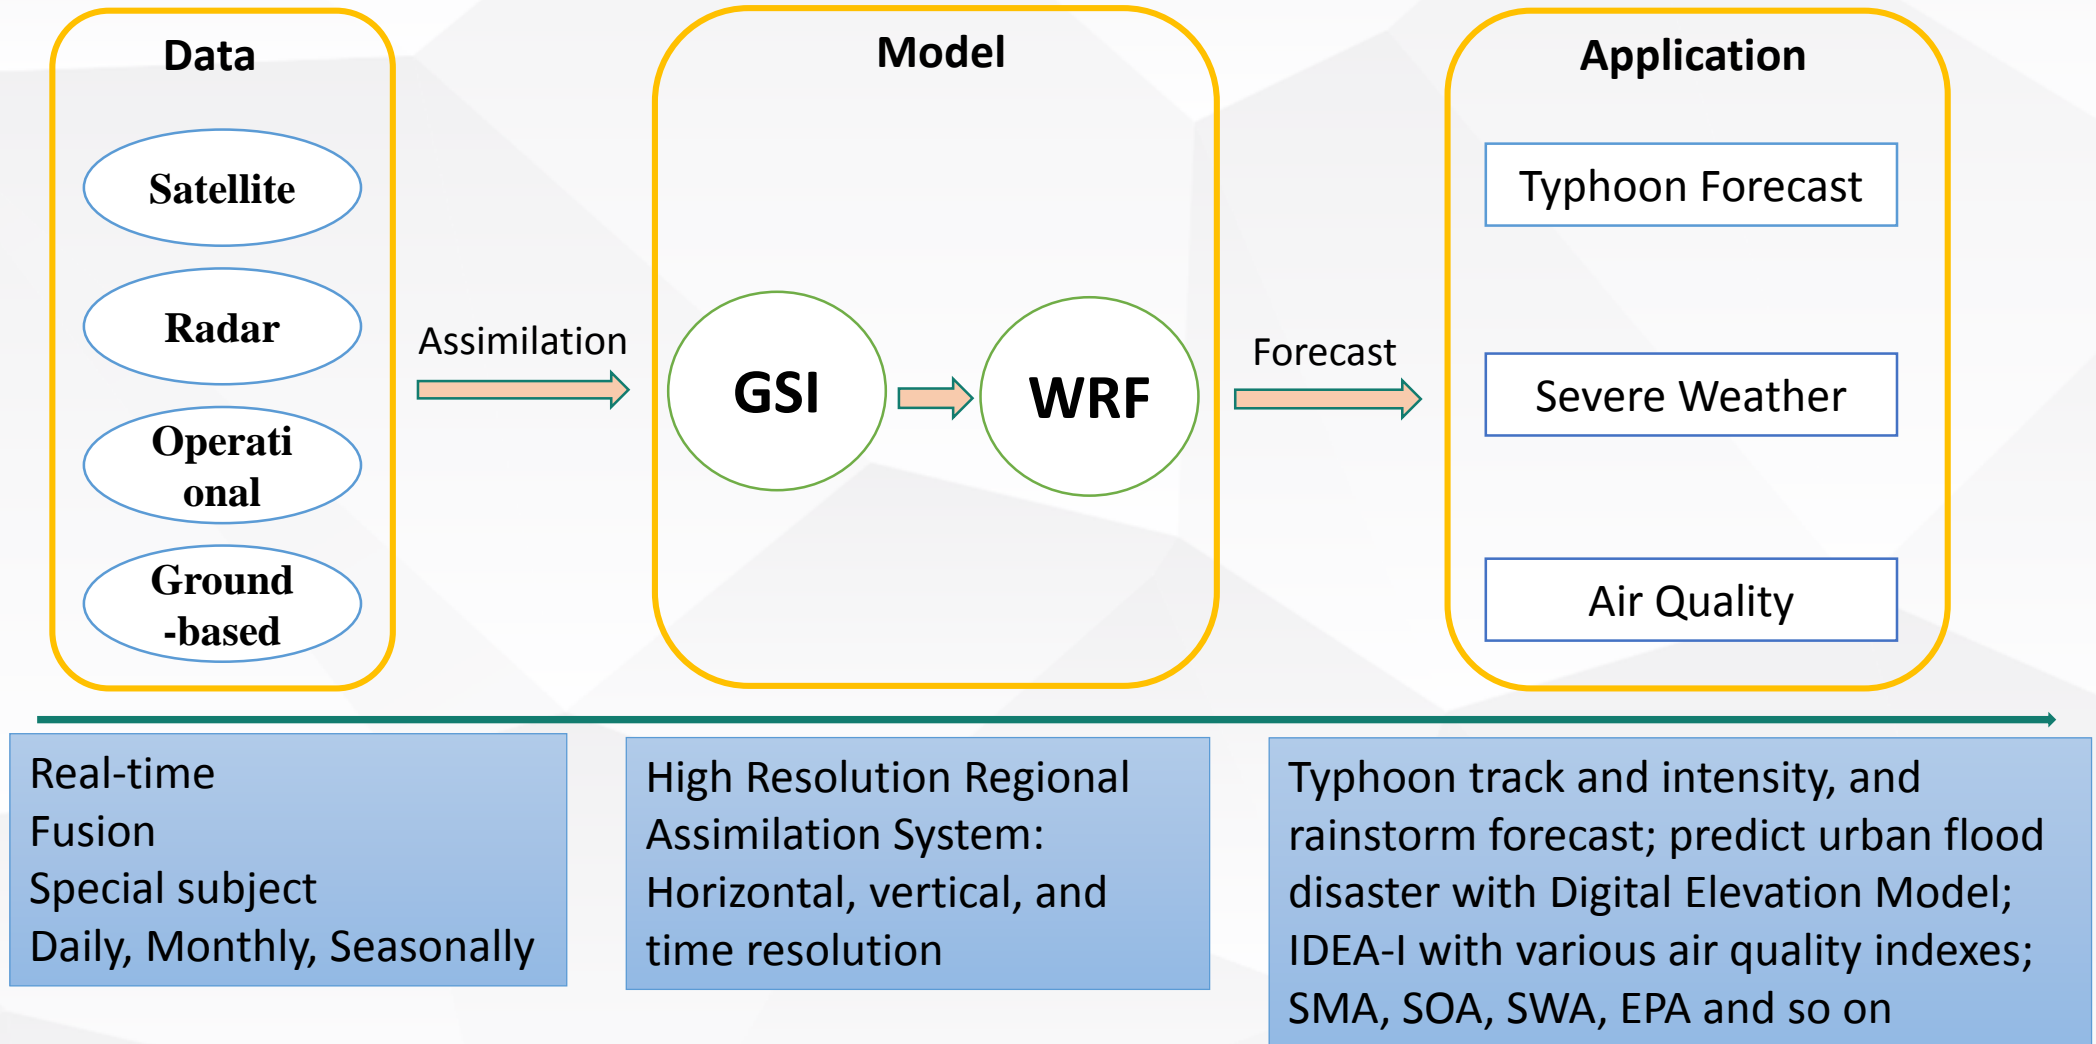 Data
Satellite
Radar
Operati
onal
Ground
-based
Assimilation
Model
GSI
WRF
Forecast
Application
Typhoon Forecast
Severe Weather
Air Quality
Real-time
Fusion
Special subject
Daily, Monthly, Seasonally
High Resolution Regional
Assimilation System:
Horizontal, vertical, and
time resolution
Typhoon track and intensity, and
rainstorm forecast; predict urban flood
disaster with Digital Elevation Model;
IDEA-I with various air quality indexes;
SMA, SOA, SWA, EPA and so on